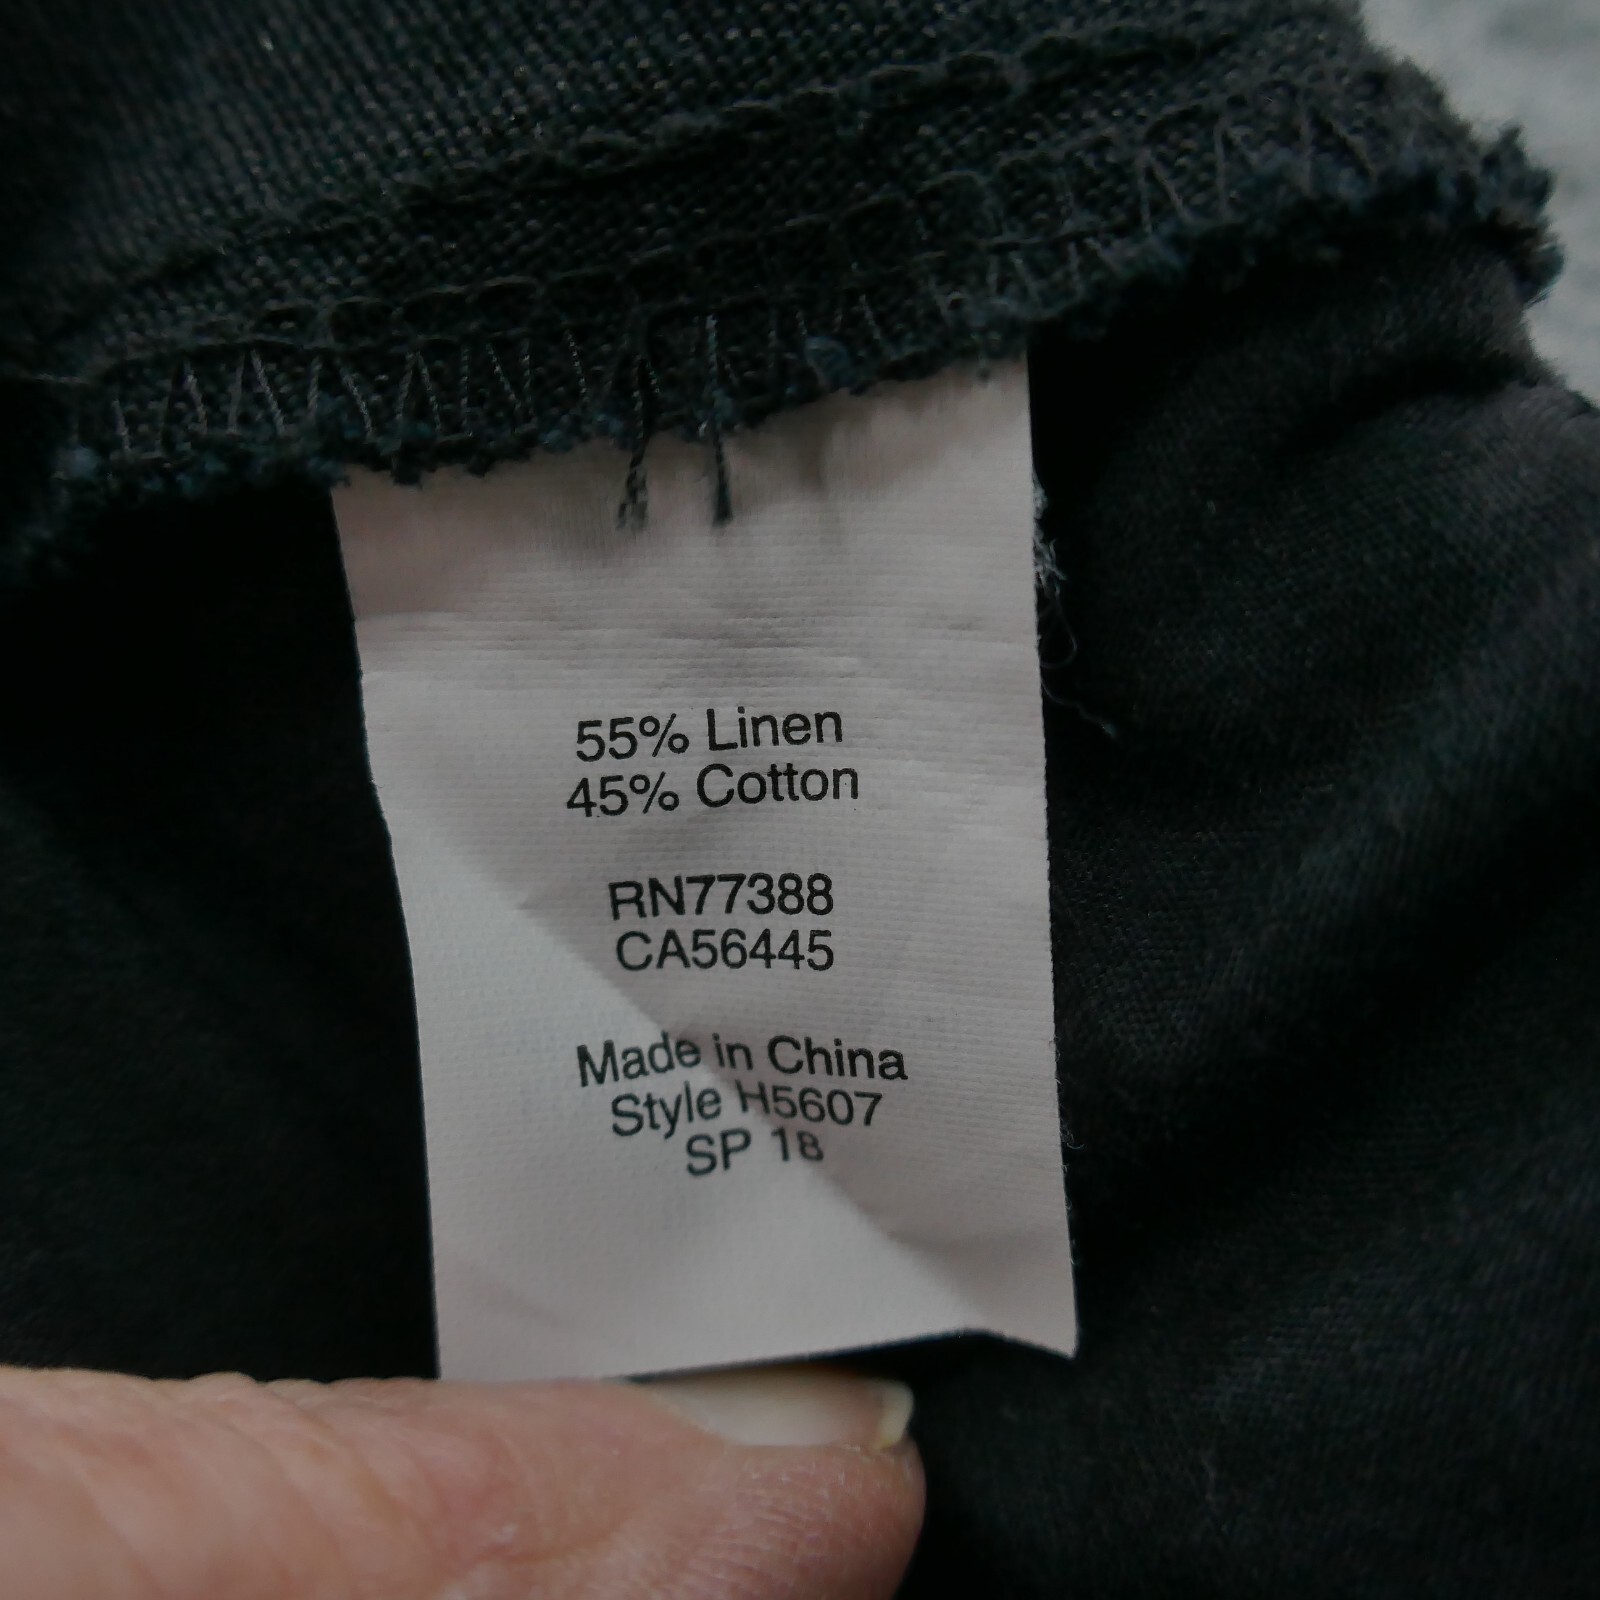 55% Linen
45% Cotton
RN77388
CA56445
Made in China
Style H5607
SP 18